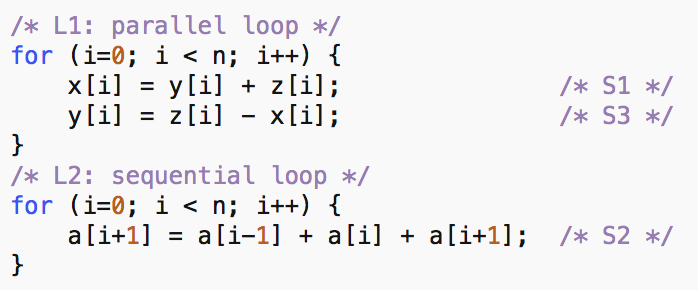 /* L1: parallel loop */
for (i=0; i < n; i++) {
    x[i] = y[i] + z[i];               /* S1 */
    y[i] = z[i] - x[i];               /* S3 */
}
/* L2: sequential loop */
for (i=0; i < n; i++) {
    a[i+1] = a[i-1] + a[i] + a[i+1];  /* S2 */
}